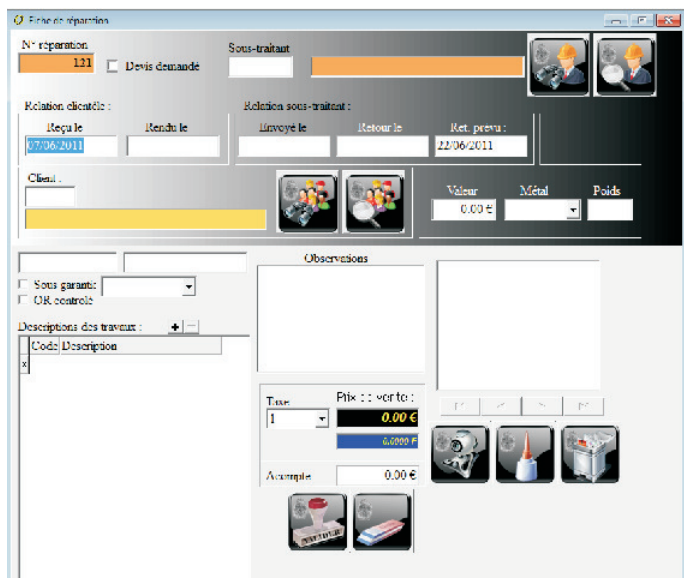 Fiche de réparation
N° réparation
121
Devis demandé
Sous-traitant
Relation clientèle :
Relation sous-traitant :
Reçu le
Rendu le
Envoyé le
Retour le
Ret. prévu :
07/06/2011
22/06/2011
Client :
Valeur
Métal
Poids
0.00 €
Sous garantie
OR controlé
Observations
Descriptions des travaux :
+
Code Description
Taxe
Prix de vente :
1
0.00 €
0.0000 F
Acompte
0.00 €